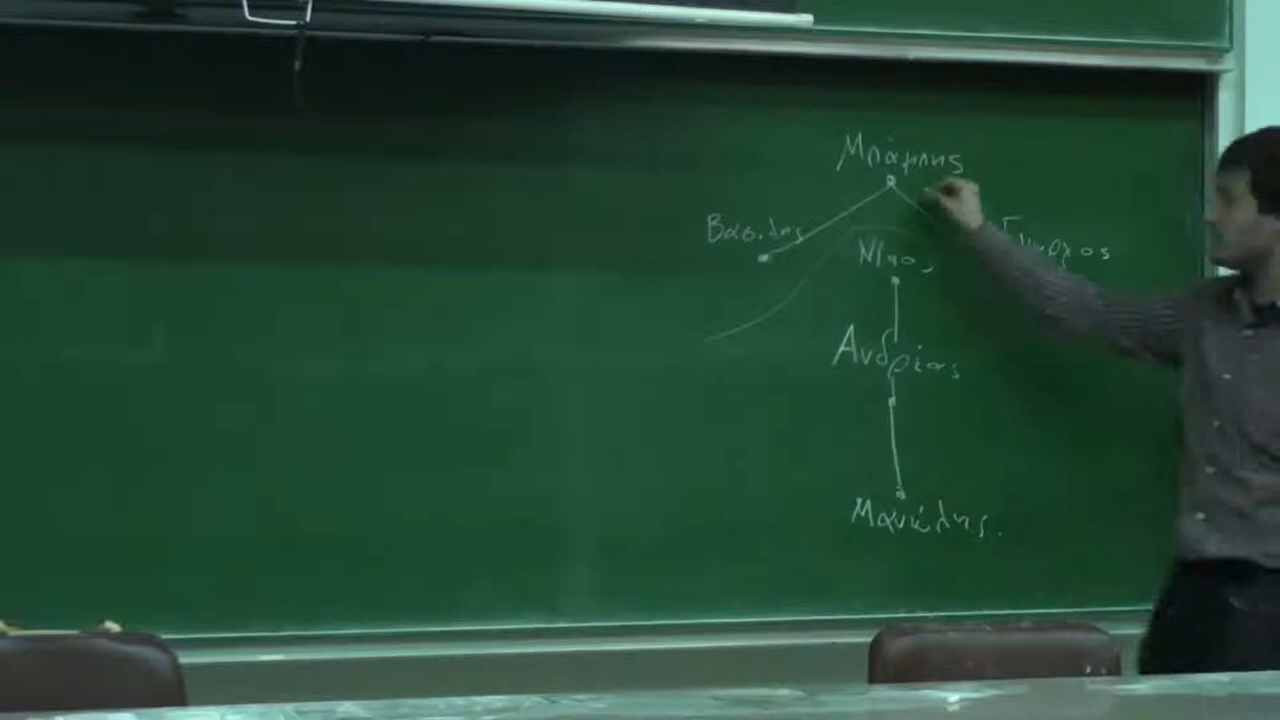 Μπάμπης
Βασίλης
Νίκος
Γιώργος
Ανδρέας
Μανώλης.